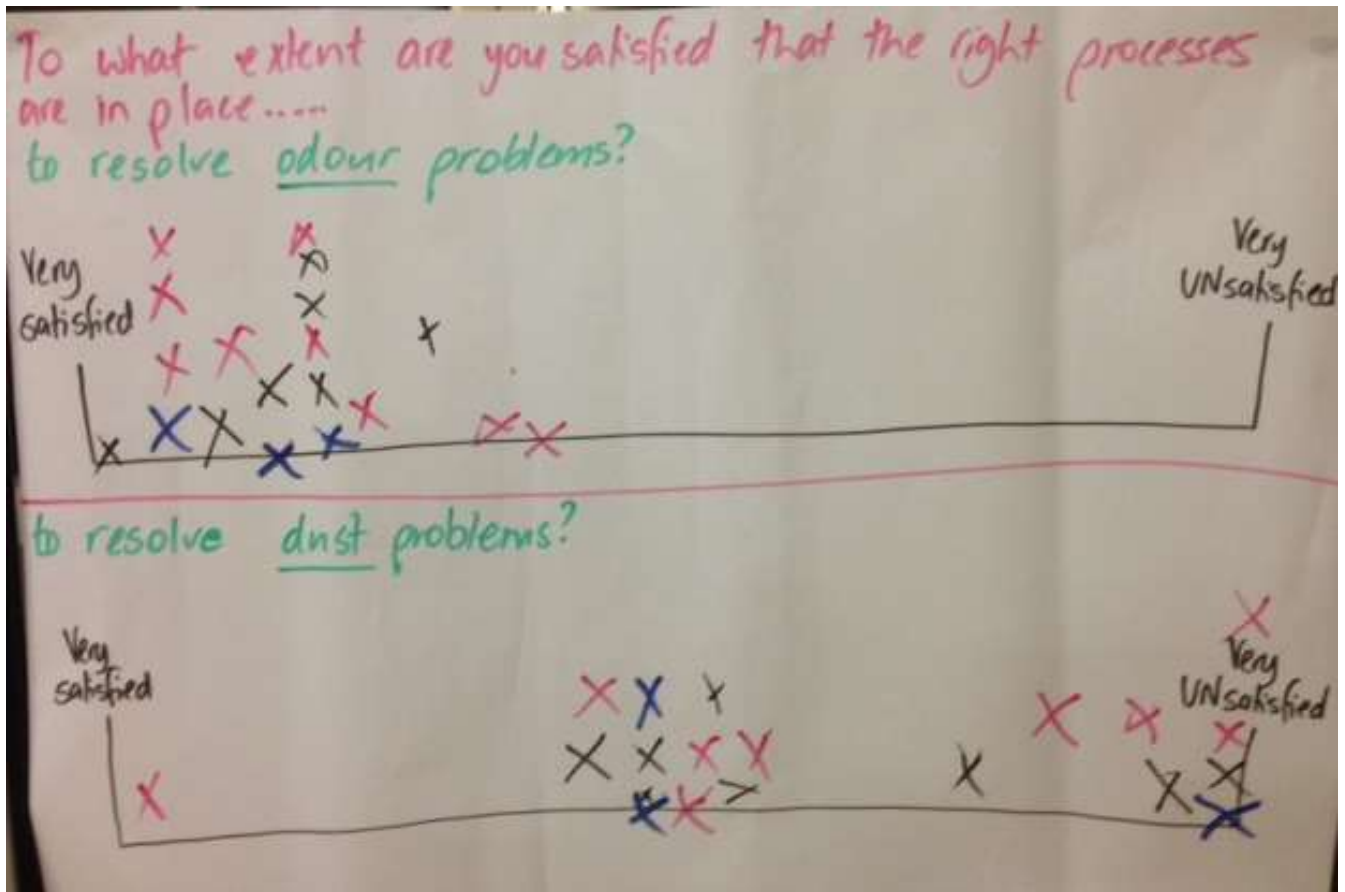 To what extent are you satisfied that the right processes
are in place.....
to resolve odour problems?
Very
satisfied
Very
UNsatisfied
to resolve dust problems?
Very
satisfied
Very
UNsatisfied